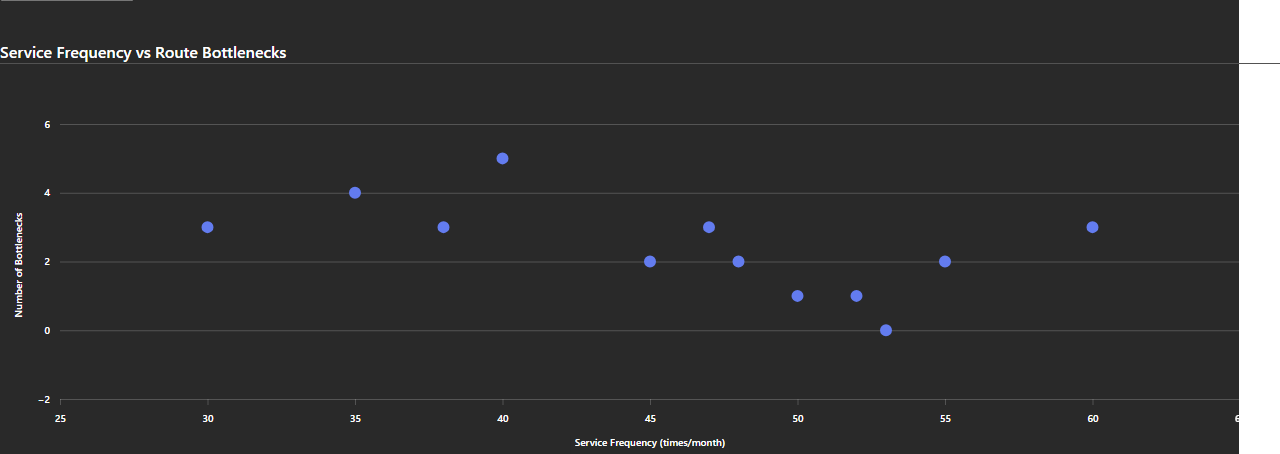 Service Frequency vs Route Bottlenecks
6
4
2
0
−2
Number of Bottlenecks
25 30 35 40 45 50 55 60
Service Frequency (times/month)